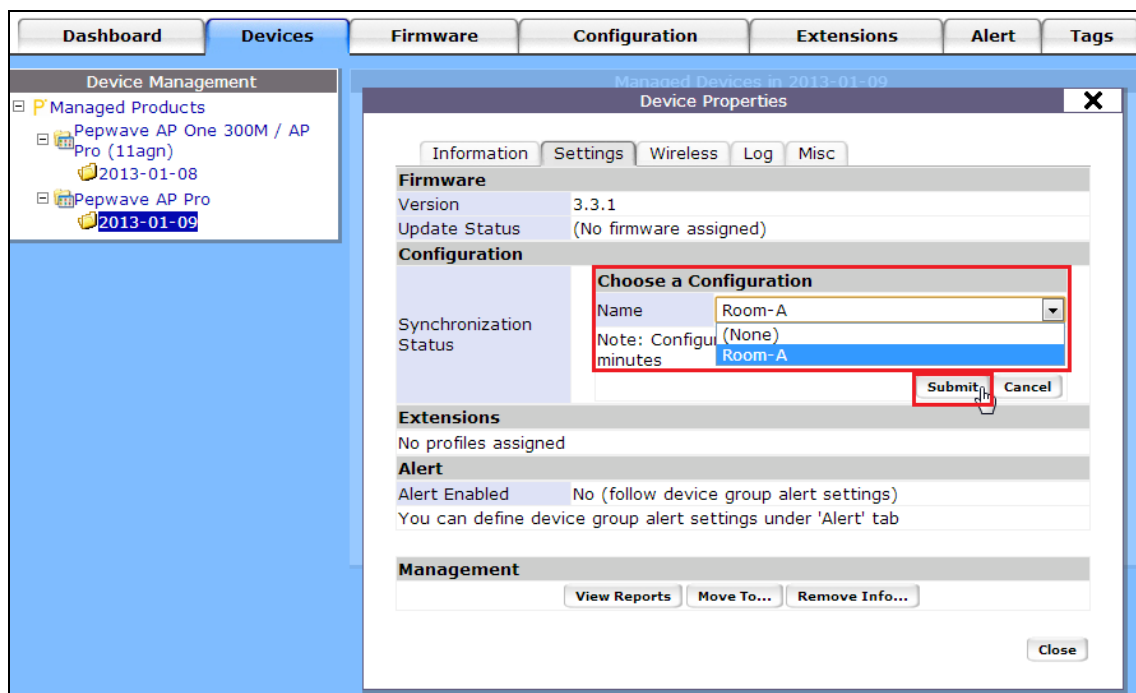 Dashboard Devices Firmware Configuration Extensions Alert Tags
Device Management
Managed Products
Pepwave AP One 300M / AP
Pro (11agn)
2013-01-08
Pepwave AP Pro
2013-01-09
Managed Devices in 2013-01-09
Device Properties X
Information Settings Wireless Log Misc
Firmware
Version 3.3.1
Update Status (No firmware assigned)
Configuration
Synchronization
Status
Choose a Configuration
Name Room-A
(None)
Room-A
Note:
minutes
Submit Cancel
Extensions
No profiles assigned
Alert
Alert Enabled No (follow device group alert settings)
You can define device group alert settings under 'Alert' tab
Management
View Reports Move To... Remove Info...
Close